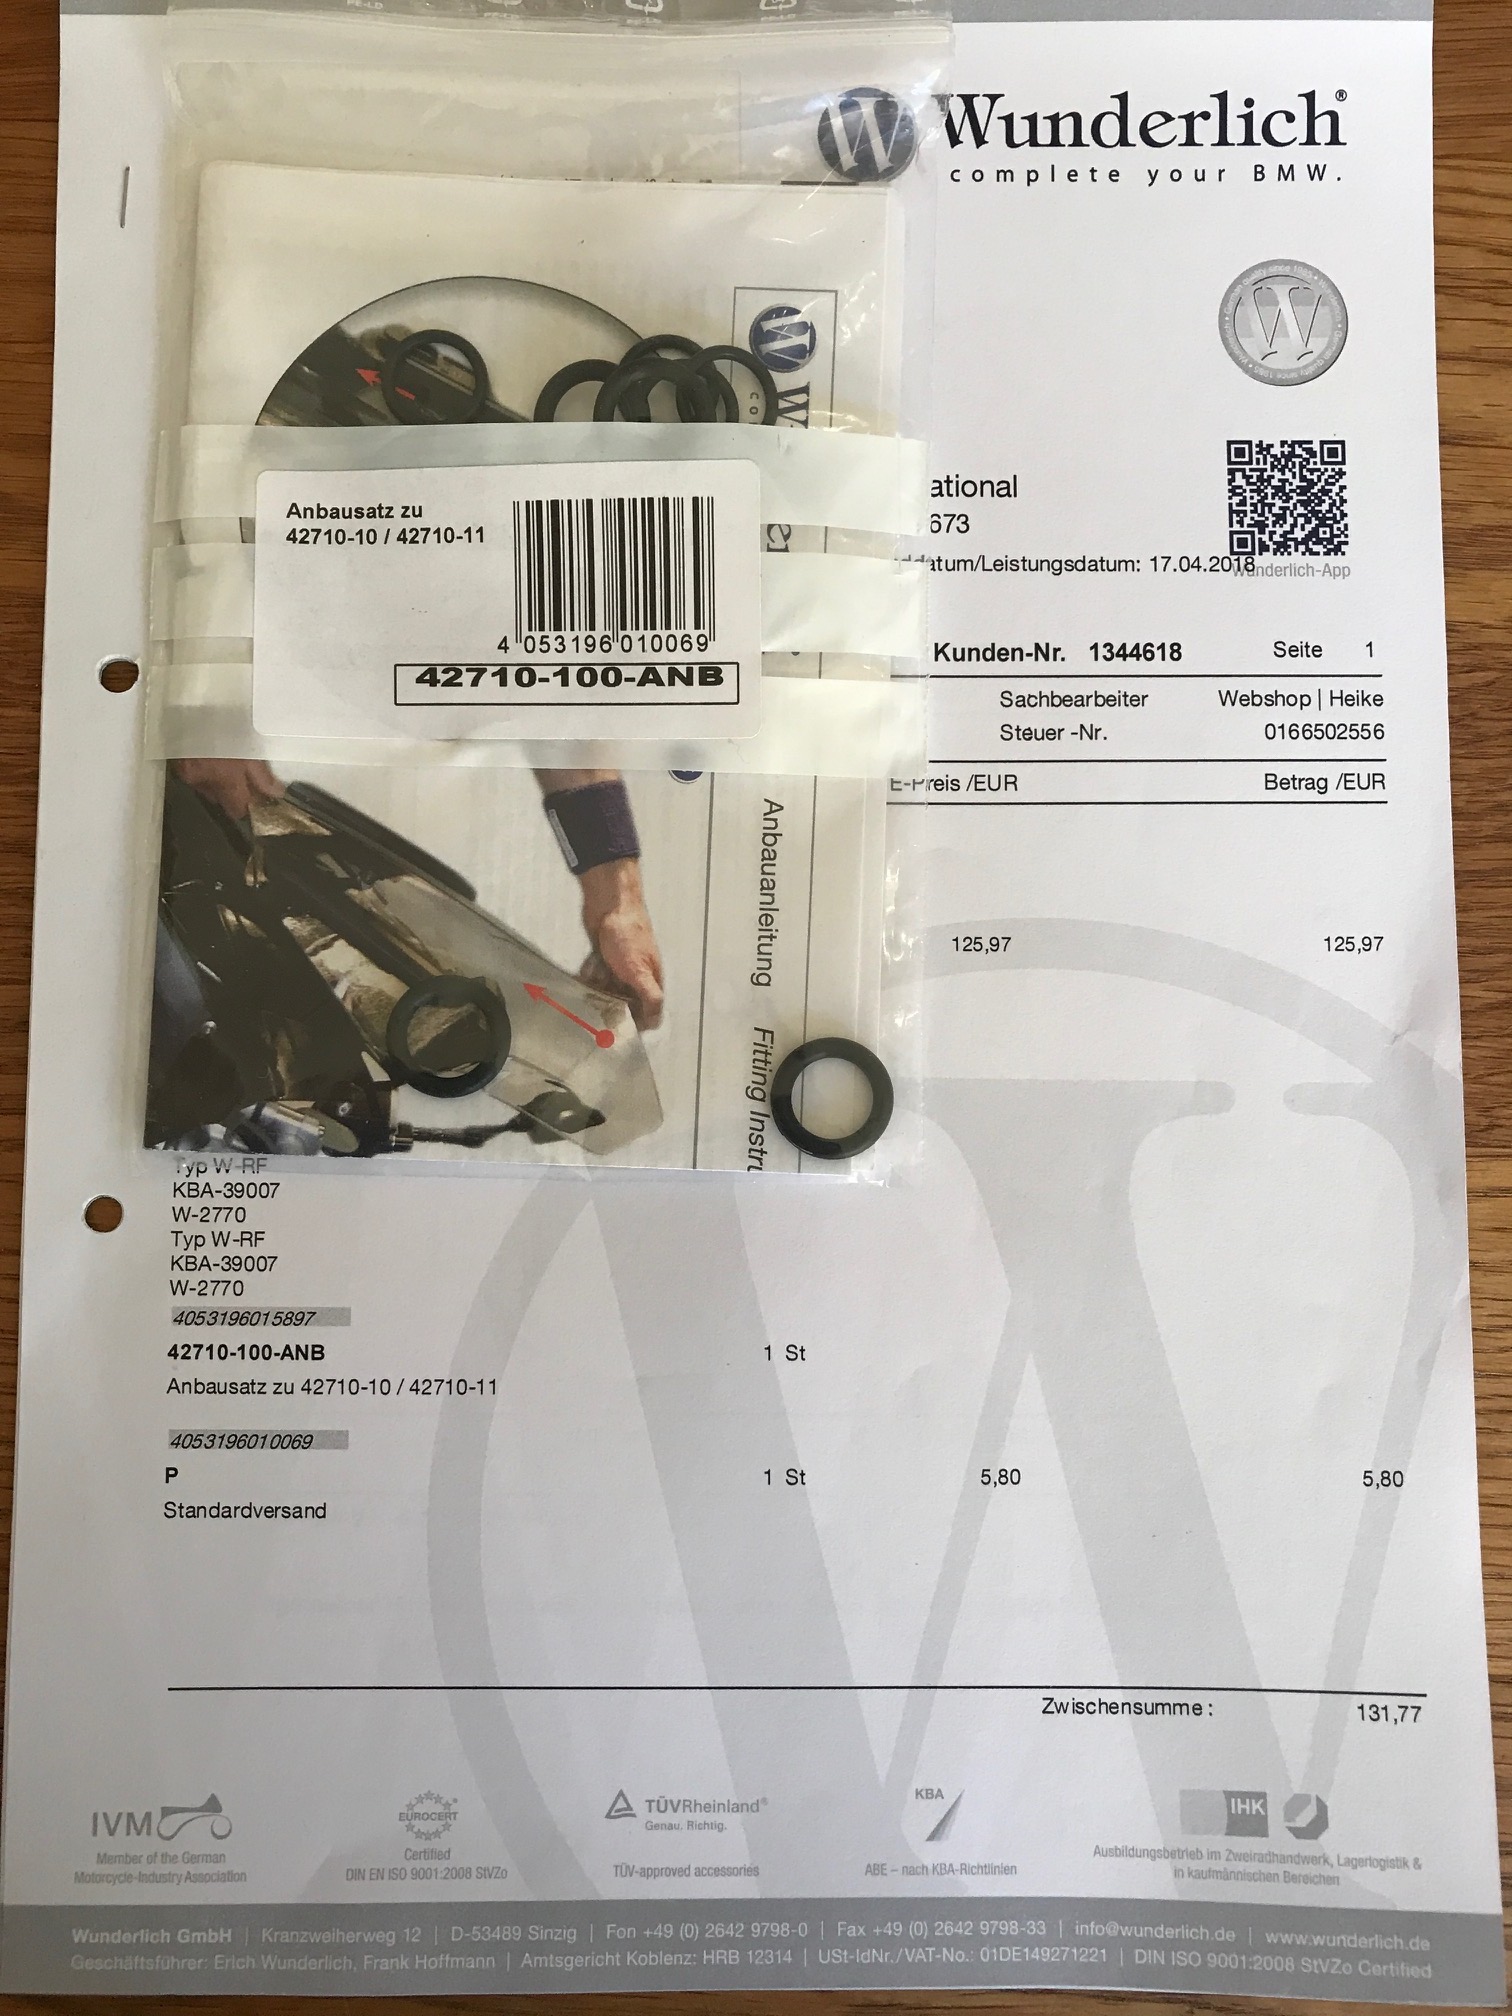 Wunderlich®
complete your BMW.
ational
673
datum/Leistungsdatum: 17.04.2018
Wunderlich-App
Anbausatz zu
42710-10 / 42710-11
4 053196 010069
42710-100-ANB
Kunden-Nr. 1344618 Seite 1
Sachbearbeiter Webshop | Heike
Steuer -Nr. 0166502556
E-Preis /EUR Betrag /EUR
125,97 125,97
Anbauanleitung Fitting Instru
Typ W-RF
KBA-39007
W-2770
Typ W-RF
KBA-39007
W-2770
4053196015897
42710-100-ANB 1 St
Anbausatz zu 42710-10 / 42710-11
4053196010069
P 1 St 5,80 5,80
Standardversand
Zwischensumme : 131,77
IVM
Member of the German
Motorcycle-Industry Association
EUROCERT
Certified
DIN EN ISO 9001:2008 StVZo
TÜVRheinland®
Genau. Richtig.
TÜV-approved accessories
KBA
ABE – nach KBA-Richtlinien
IHK
Ausbildungsbetrieb im Zweiradhandwerk, Lagerlogistik &
in kaufmännischen Bereichen
Wunderlich GmbH | Kranzweiherweg 12 | D-53489 Sinzig | Fon +49 (0) 2642 9798-0 | Fax +49 (0) 2642 9798-33 | info@wunderlich.de | www.wunderlich.de
Geschäftsführer: Erich Wunderlich, Frank Hoffmann | Amtsgericht Koblenz: HRB 12314 | USt-IdNr./VAT-No.: 01DE149271221 | DIN ISO 9001:2008 StVZo Certified